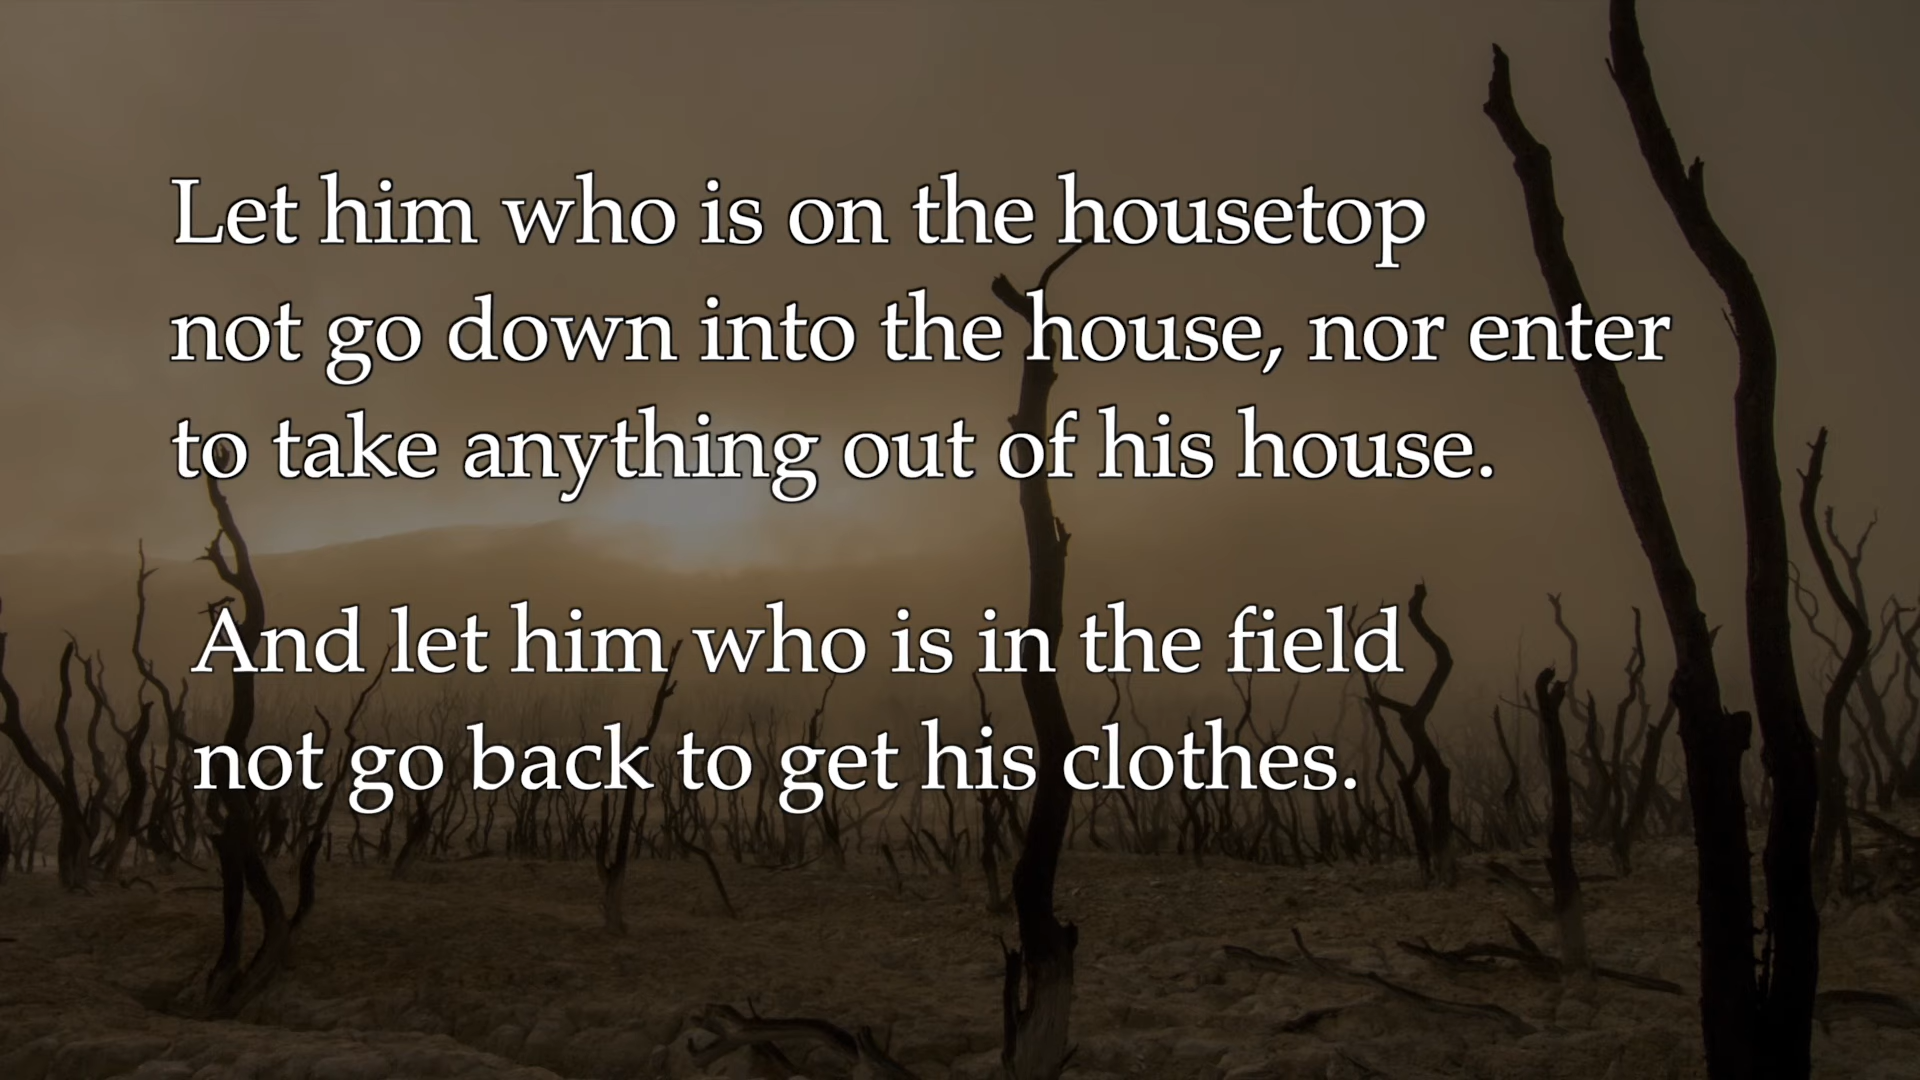 Let him who is on the housetop
not go down into the house, nor enter
to take anything out of his house.
And let him who is in the field
not go back to get his clothes.